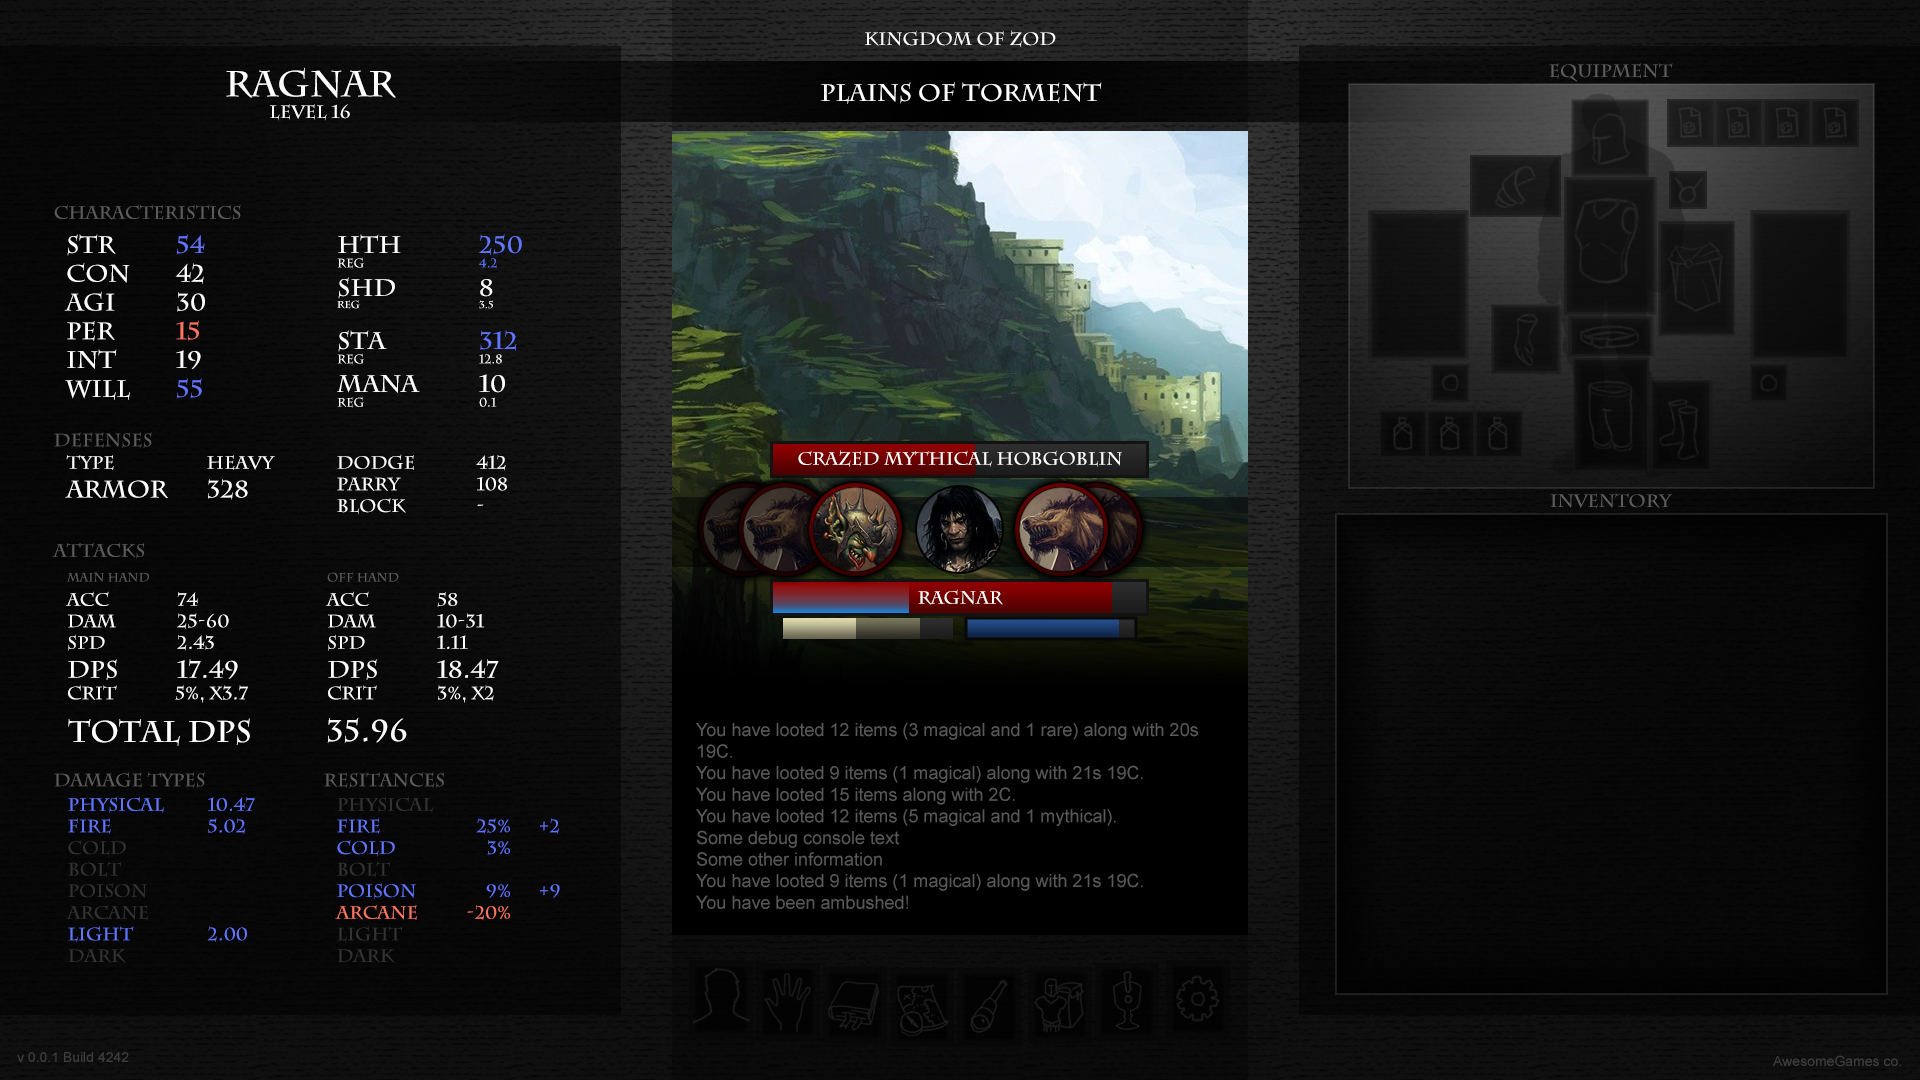 KINGDOM OF ZOD
PLAINS OF TORMENT
RAGNAR
LEVEL 16
CHARACTERISTICS
STR 54
CON 42
AGI 30
PER 15
INT 19
WILL 55
HTH 250
REG 4.2
SHD 8
REG 3.5
STA 312
REG 12.8
MANA 10
REG 0.1
DEFENSES
TYPE HEAVY
ARMOR 328
DODGE 412
PARRY 108
BLOCK -
ATTACKS
MAIN HAND
ACC 74
DAM 25-60
SPD 2.43
DPS 17.49
CRIT 5%, X3.7
OFF HAND
ACC 58
DAM 10-31
SPD 1.11
DPS 18.47
CRIT 3%, X2
TOTAL DPS 35.96
DAMAGE TYPES
PHYSICAL 10.47
FIRE 5.02
COLD
BOLT
POISON
ARCANE
LIGHT 2.00
DARK
RESITANCES
PHYSICAL
FIRE 25% +2
COLD 3%
BOLT
POISON 9% +9
ARCANE -20%
LIGHT
DARK
CRAZED MYTHICAL HOBGOBLIN
RAGNAR
You have looted 12 items (3 magical and 1 rare) along with 20s
19C.
You have looted 9 items (1 magical) along with 21s 19C.
You have looted 15 items along with 2C.
You have looted 12 items (5 magical and 1 mythical).
Some debug console text
Some other information
You have looted 9 items (1 magical) along with 21s 19C.
You have been ambushed!
EQUIPMENT
INVENTORY
v 0.0.1 Build 4242
AwesomeGames co.